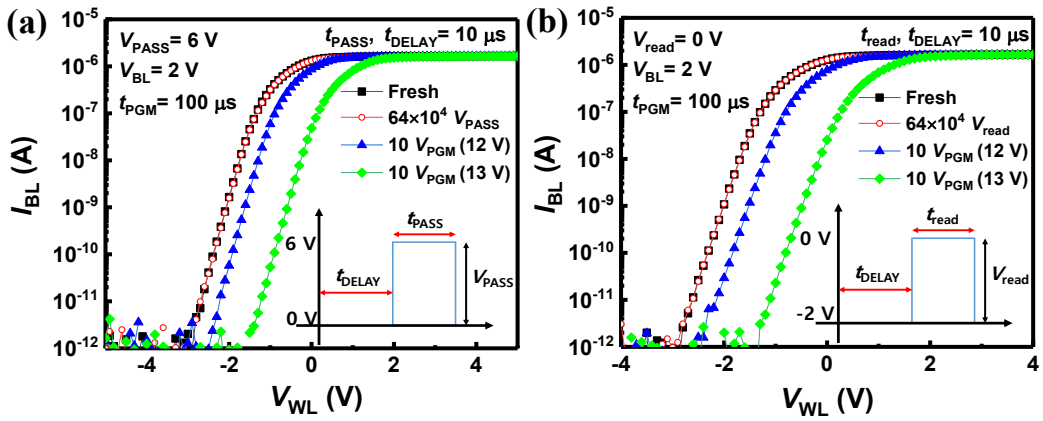 (a)
V_PASS = 6 V
t_PASS, t_DELAY = 10 μs
V_BL = 2 V
t_PGM = 100 μs
Fresh
64×10⁴ V_PASS
10 V_PGM (12 V)
10 V_PGM (13 V)
10⁻⁵
10⁻⁶
10⁻⁷
10⁻⁸
10⁻⁹
10⁻¹⁰
10⁻¹¹
10⁻¹²
I_BL (A)
t_PASS
6 V
t_DELAY
V_PASS
0 V
-4 -2 0 2 4
V_WL (V)
(b)
V_read = 0 V
t_read, t_DELAY = 10 μs
V_BL = 2 V
t_PGM = 100 μs
Fresh
64×10⁴ V_read
10 V_PGM (12 V)
10 V_PGM (13 V)
10⁻⁵
10⁻⁶
10⁻⁷
10⁻⁸
10⁻⁹
10⁻¹⁰
10⁻¹¹
10⁻¹²
I_BL (A)
t_read
0 V
t_DELAY
V_read
-2 V
-4 -2 0 2 4
V_WL (V)